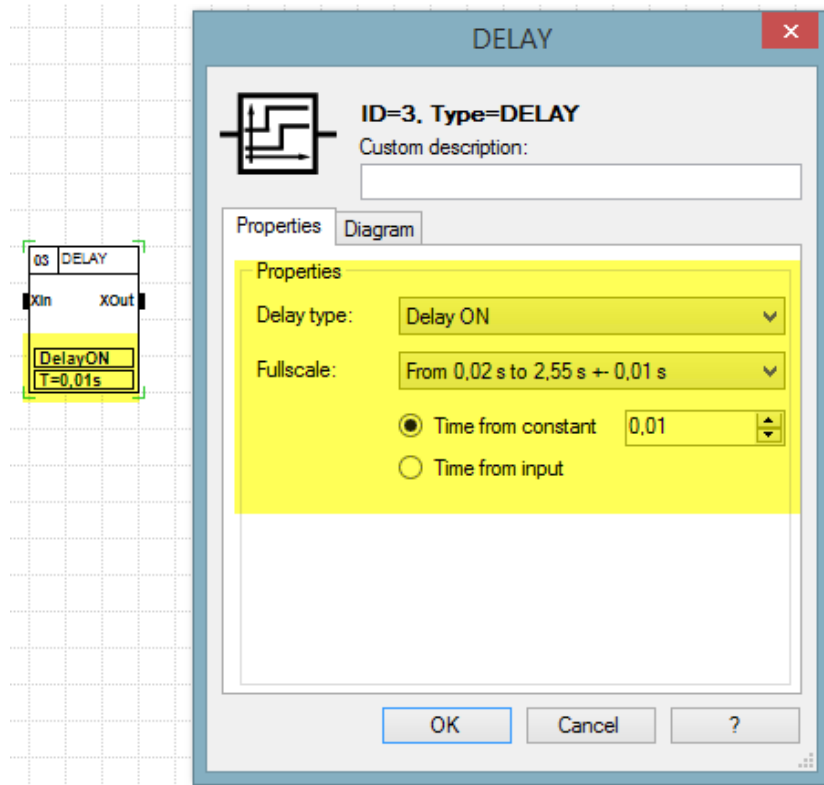 DELAY
ID=3, Type=DELAY
Custom description:
Properties Diagram
Properties
Delay type: Delay ON
Fullscale: From 0,02 s to 2,55 s +- 0,01 s
Time from constant 0,01
Time from input
OK Cancel ?
03 DELAY
XIn XOut
DelayON
T=0,01s